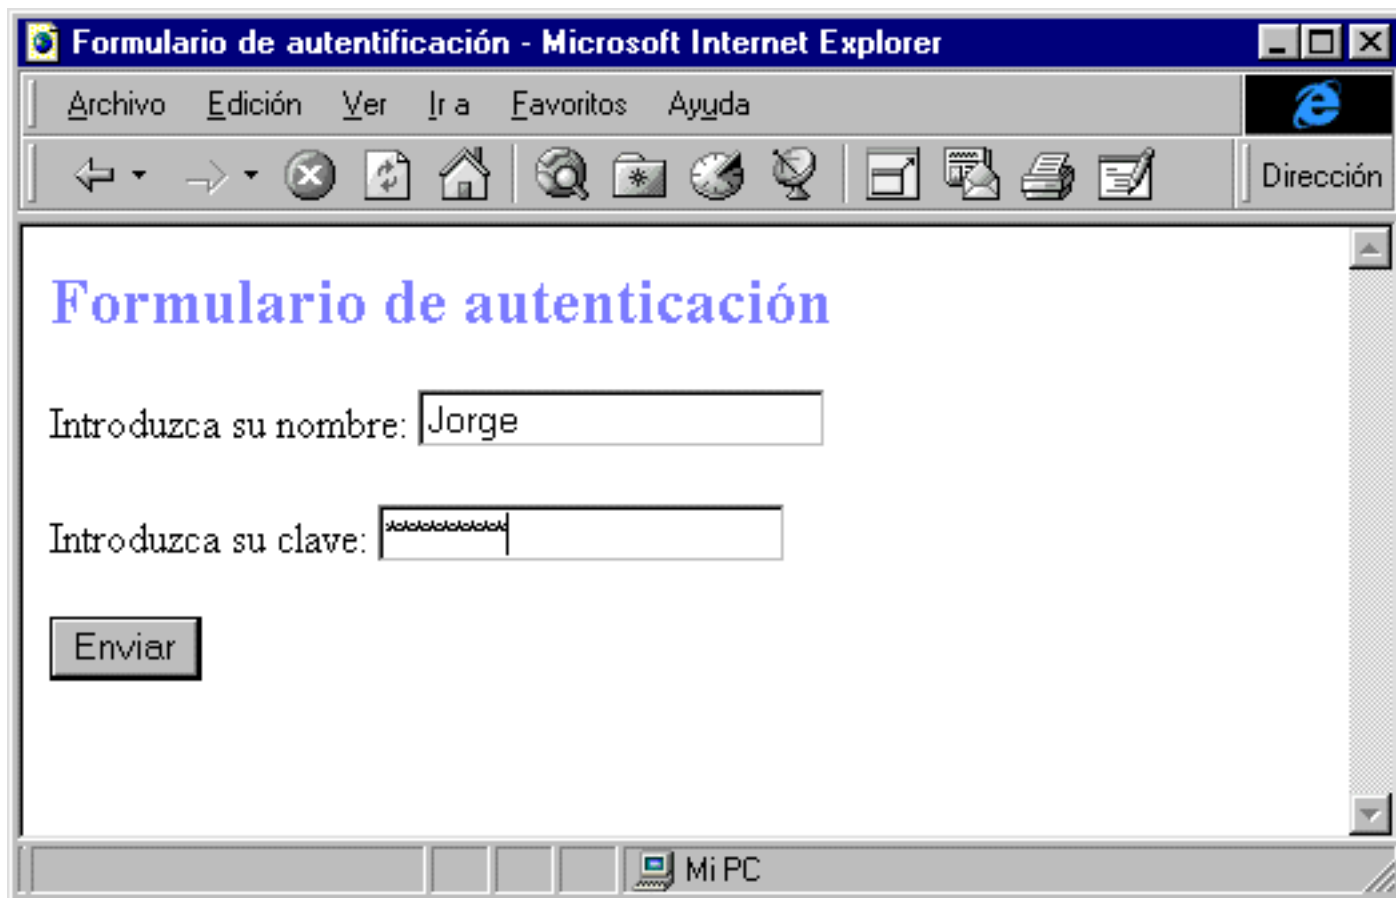 Formulario de autentificación - Microsoft Internet Explorer
Archivo Edición Ver Ir a Favoritos Ayuda
Dirección
Formulario de autenticación
Introduzca su nombre: Jorge
Introduzca su clave: ***********
Enviar
Mi PC